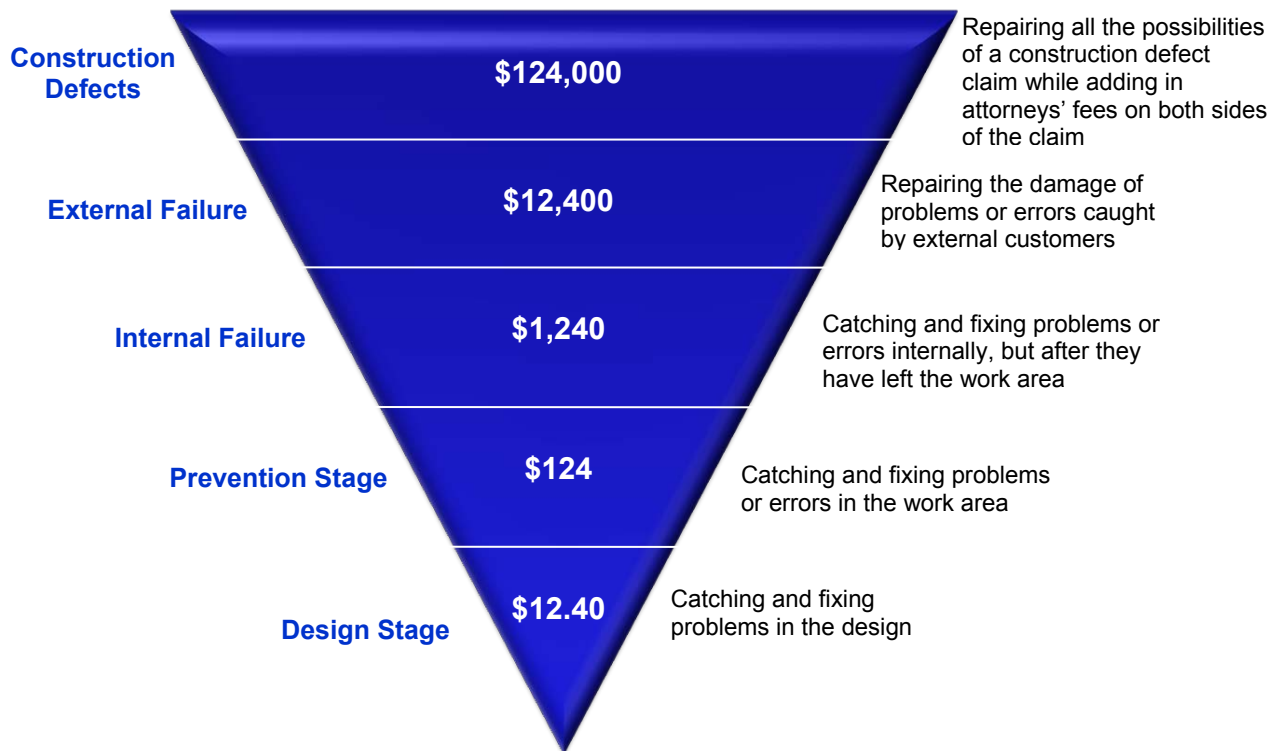 Construction
Defects
$124,000
Repairing all the possibilities
of a construction defect
claim while adding in
attorneys’ fees on both sides
of the claim
External Failure
$12,400
Repairing the damage of
problems or errors caught
by external customers
Internal Failure
$1,240
Catching and fixing problems or
errors internally, but after they
have left the work area
Prevention Stage
$124
Catching and fixing problems
or errors in the work area
Design Stage
$12.40
Catching and fixing
problems in the design